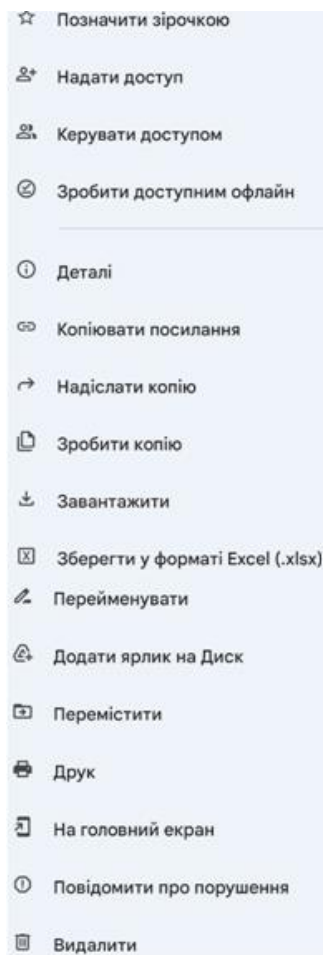 Позначити зірочкою
Надати доступ
Керувати доступом
Зробити доступним офлайн
Деталі
Копіювати посилання
Надіслати копію
Зробити копію
Завантажити
Зберегти у форматі Excel (.xlsx)
Перейменувати
Додати ярлик на Диск
Перемістити
Друк
На головний екран
Повідомити про порушення
Видалити